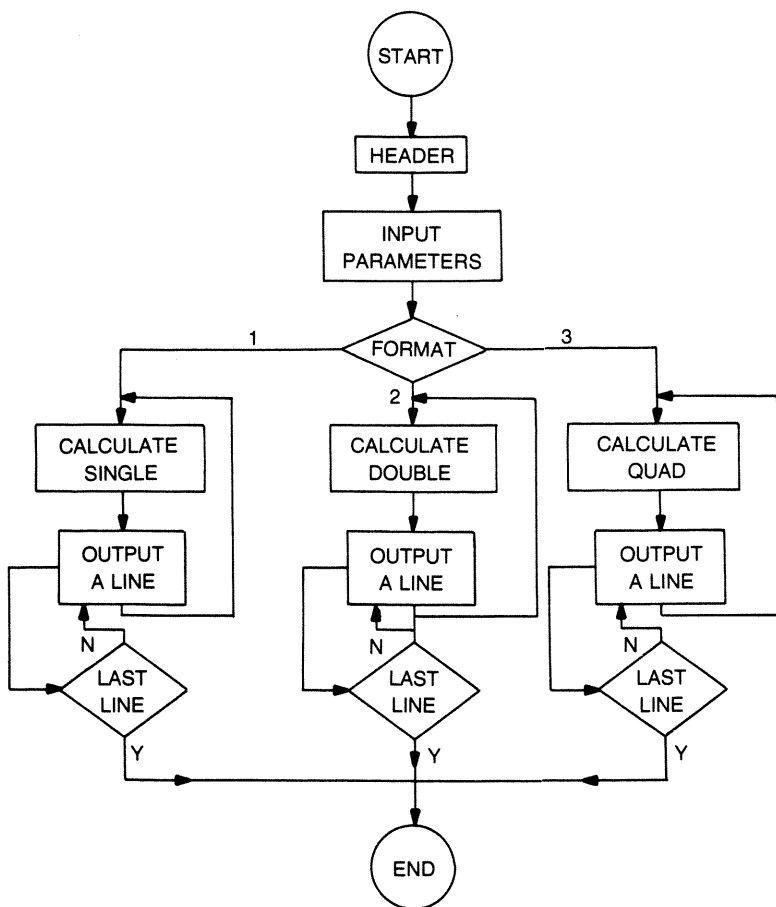 START
HEADER
INPUT
PARAMETERS
FORMAT
1
2
3
CALCULATE
SINGLE
CALCULATE
DOUBLE
CALCULATE
QUAD
OUTPUT
A LINE
OUTPUT
A LINE
OUTPUT
A LINE
N
N
N
LAST
LINE
LAST
LINE
LAST
LINE
Y
Y
Y
END